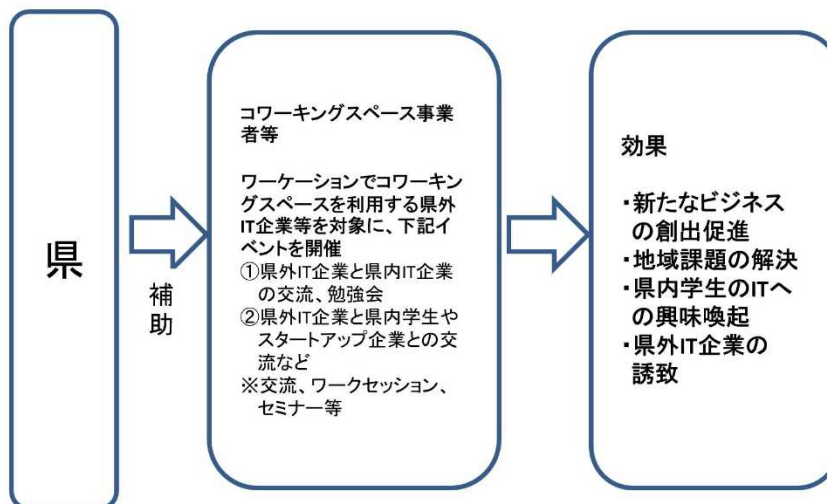 県
補助
コワーキングスペース事業
者等
ワーケーションでコワーキン
グスペースを利用する県外
IT企業等を対象に、下記イ
ベントを開催
①県外IT企業と県内IT企業
の交流、勉強会
②県外IT企業と県内学生や
スタートアップ企業との交
流など
※交流、ワークセッション、
セミナー等
効果
・新たなビジネス
の創出促進
・地域課題の解決
・県内学生のITへ
の興味喚起
・県外IT企業の
誘致